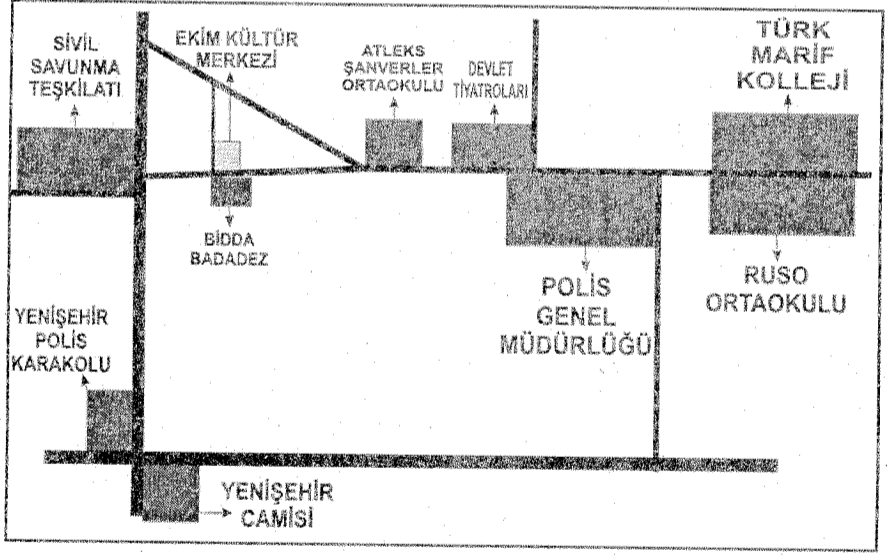 SİVİL
SAVUNMA
TEŞKİLATI
EKİM KÜLTÜR
MERKEZİ
ATLEKS
ŞANVERLER
ORTAOKULU
DEVLET
TİYATROLARI
TÜRK
MARİF
KOLLEJİ
BİDDA
BADADEZ
POLİS
GENEL
MÜDÜRLÜĞÜ
RUSO
ORTAOKULU
YENİŞEHİR
POLİS
KARAKOLU
YENİŞEHİR
CAMİSİ